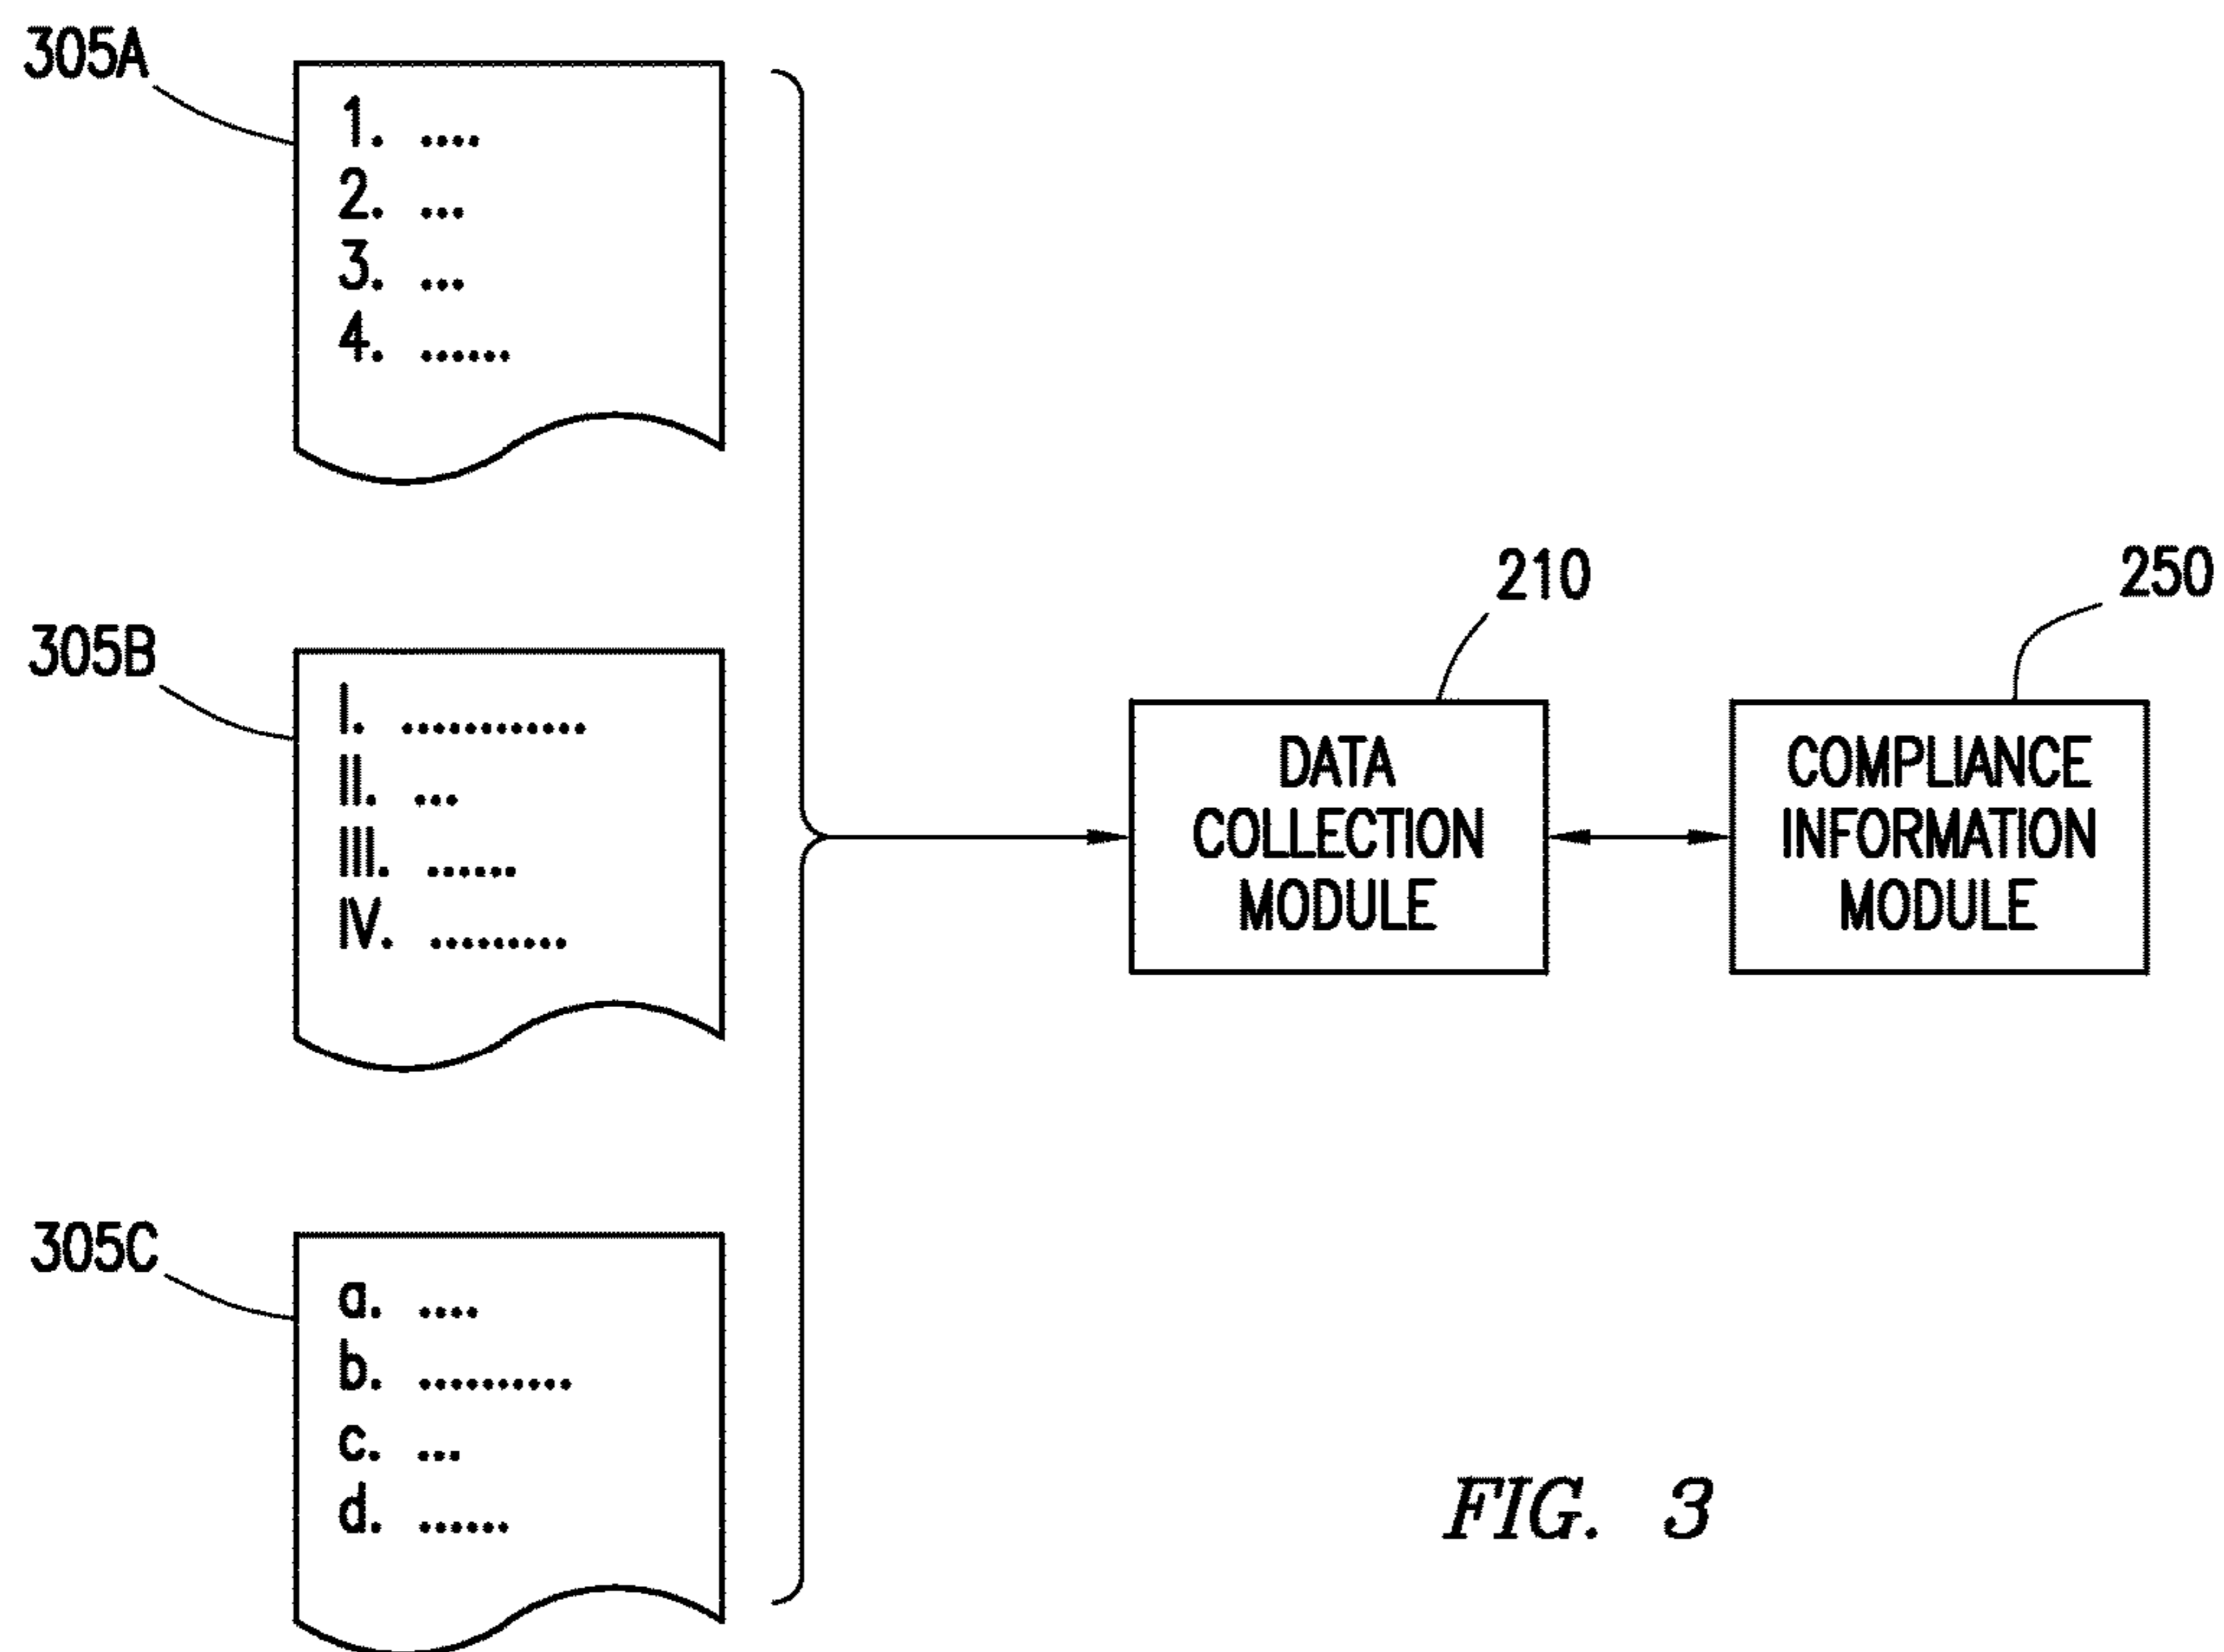 305A
1. ....
2. ...
3. ...
4. ......
305B
I. ............
II. ...
III. ......
IV. .........
305C
a. ....
b. ..........
c. ...
d. ......
210
DATA
COLLECTION
MODULE
250
COMPLIANCE
INFORMATION
MODULE
FIG. 3